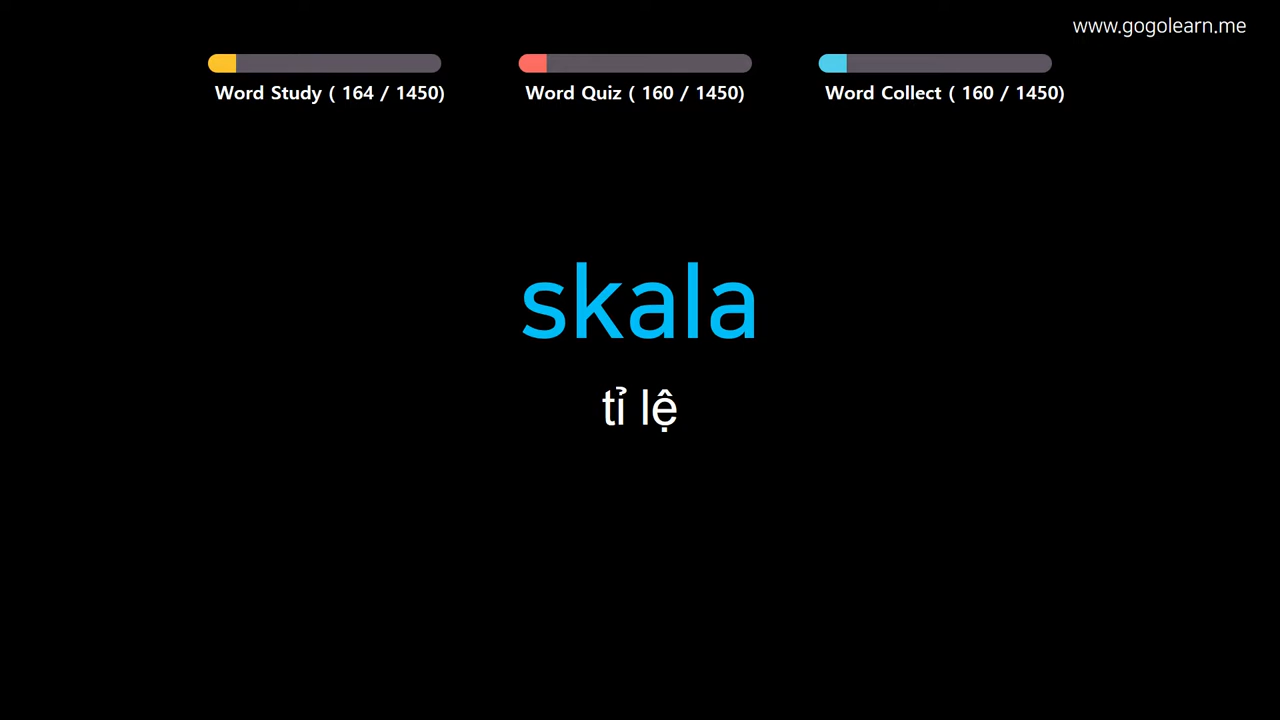 www.gogolearn.me
Word Study ( 164 / 1450)
Word Quiz ( 160 / 1450)
Word Collect ( 160 / 1450)
skala
tỉ lệ